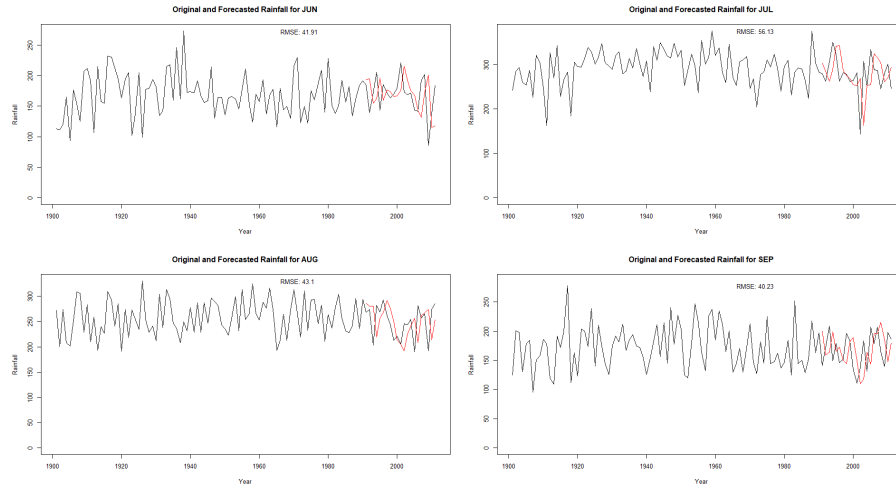 Original and Forecasted Rainfall for JUN
RMSE: 41.91
Rainfall
250
200
150
100
50
0
1900 1920 1940 1960 1980 2000
Year
Original and Forecasted Rainfall for JUL
RMSE: 56.13
Rainfall
300
200
100
0
1900 1920 1940 1960 1980 2000
Year
Original and Forecasted Rainfall for AUG
RMSE: 43.1
Rainfall
300
250
200
150
100
50
0
1900 1920 1940 1960 1980 2000
Year
Original and Forecasted Rainfall for SEP
RMSE: 40.23
Rainfall
250
200
150
100
50
0
1900 1920 1940 1960 1980 2000
Year